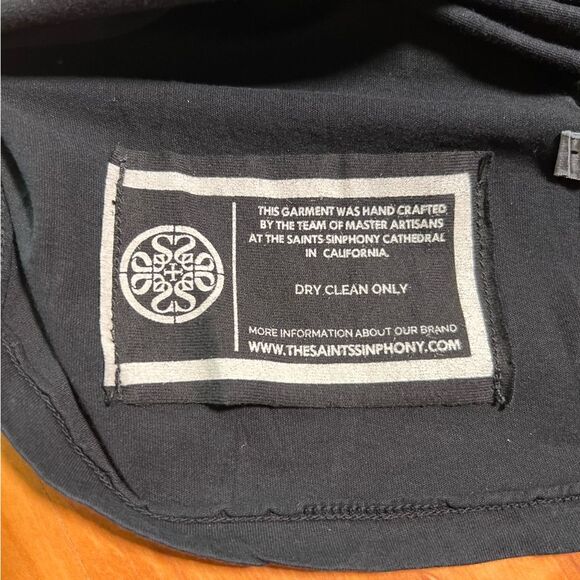 THIS GARMENT WAS HAND CRAFTED
BY THE TEAM OF MASTER ARTISANS
AT THE SAINTS SINPHONY CATHEDRAL
IN CALIFORNIA.
DRY CLEAN ONLY
MORE INFORMATION ABOUT OUR BRAND
WWW.THESAINTSSINPHONY.COM